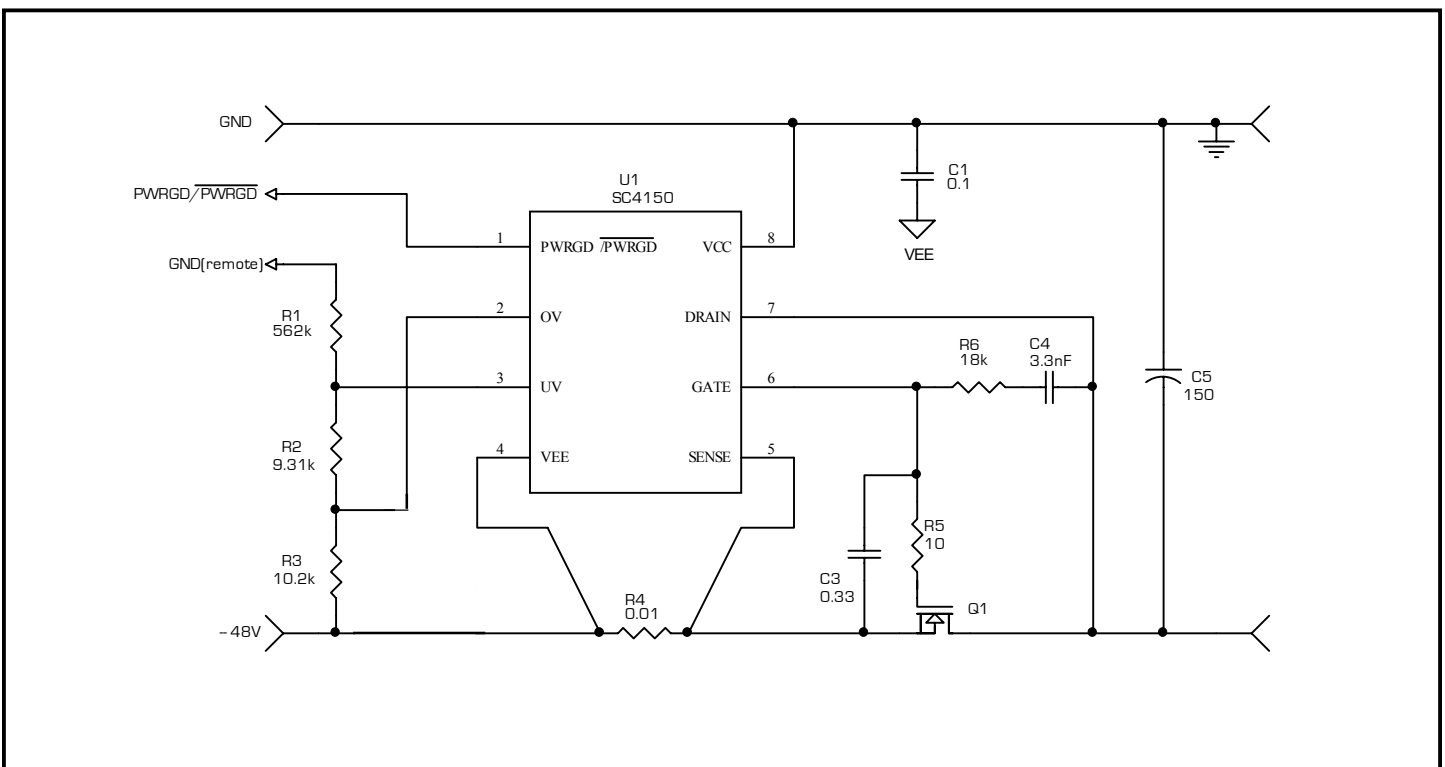 GND
C1
0.1
VEE
PWRGD/PWRGD
U1
SC4150
1
PWRGD /PWRGD
VCC
8
GND(remote)
R1
562k
2
OV
DRAIN
7
R6
18k
C4
3.3nF
3
UV
GATE
6
C5
150
R2
9.31k
4
VEE
SENSE
5
R5
10
R3
10.2k
C3
0.33
R4
0.01
Q1
-48V